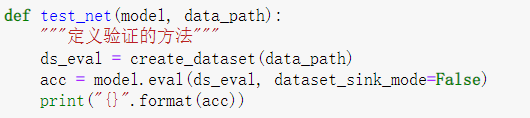 def test_net(model, data_path):
    """定义验证的方法"""
    ds_eval = create_dataset(data_path)
    acc = model.eval(ds_eval, dataset_sink_mode=False)
    print("{}".format(acc))